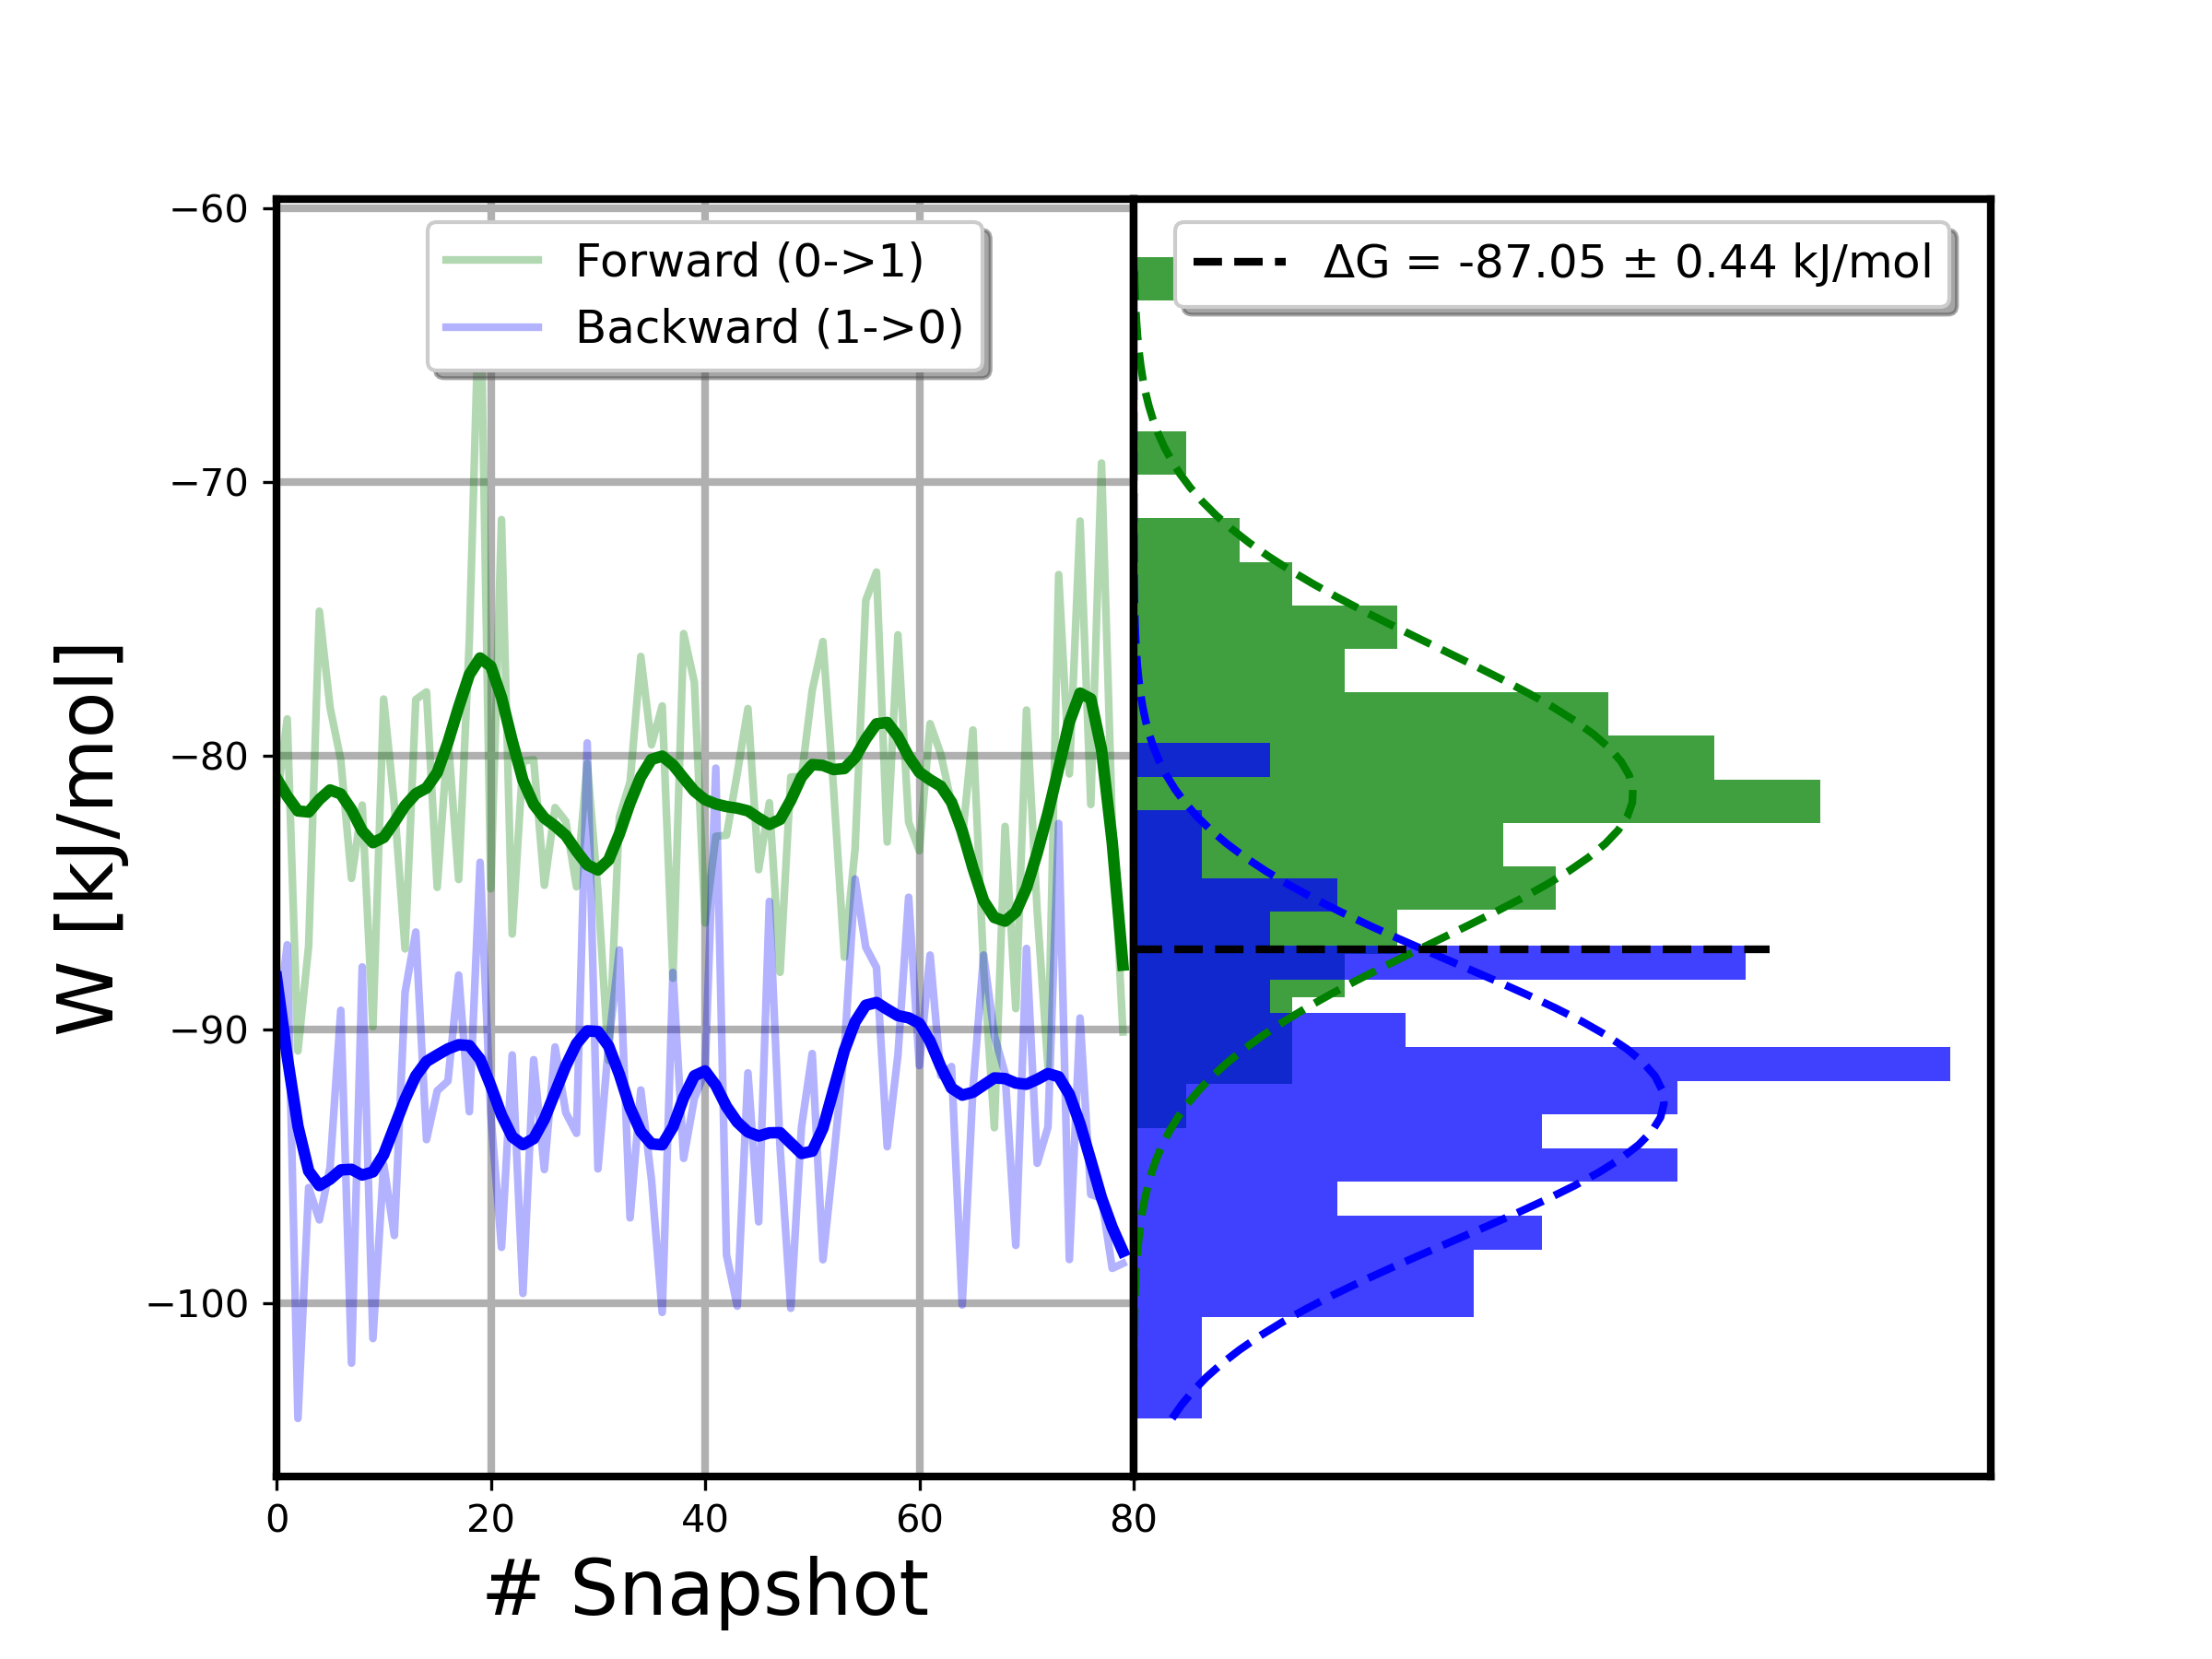 Forward (0->1)
Backward (1->0)
ΔG = -87.05 ± 0.44 kJ/mol
W [kJ/mol]
−60
−70
−80
−90
−100
0 20 40 60 80
# Snapshot